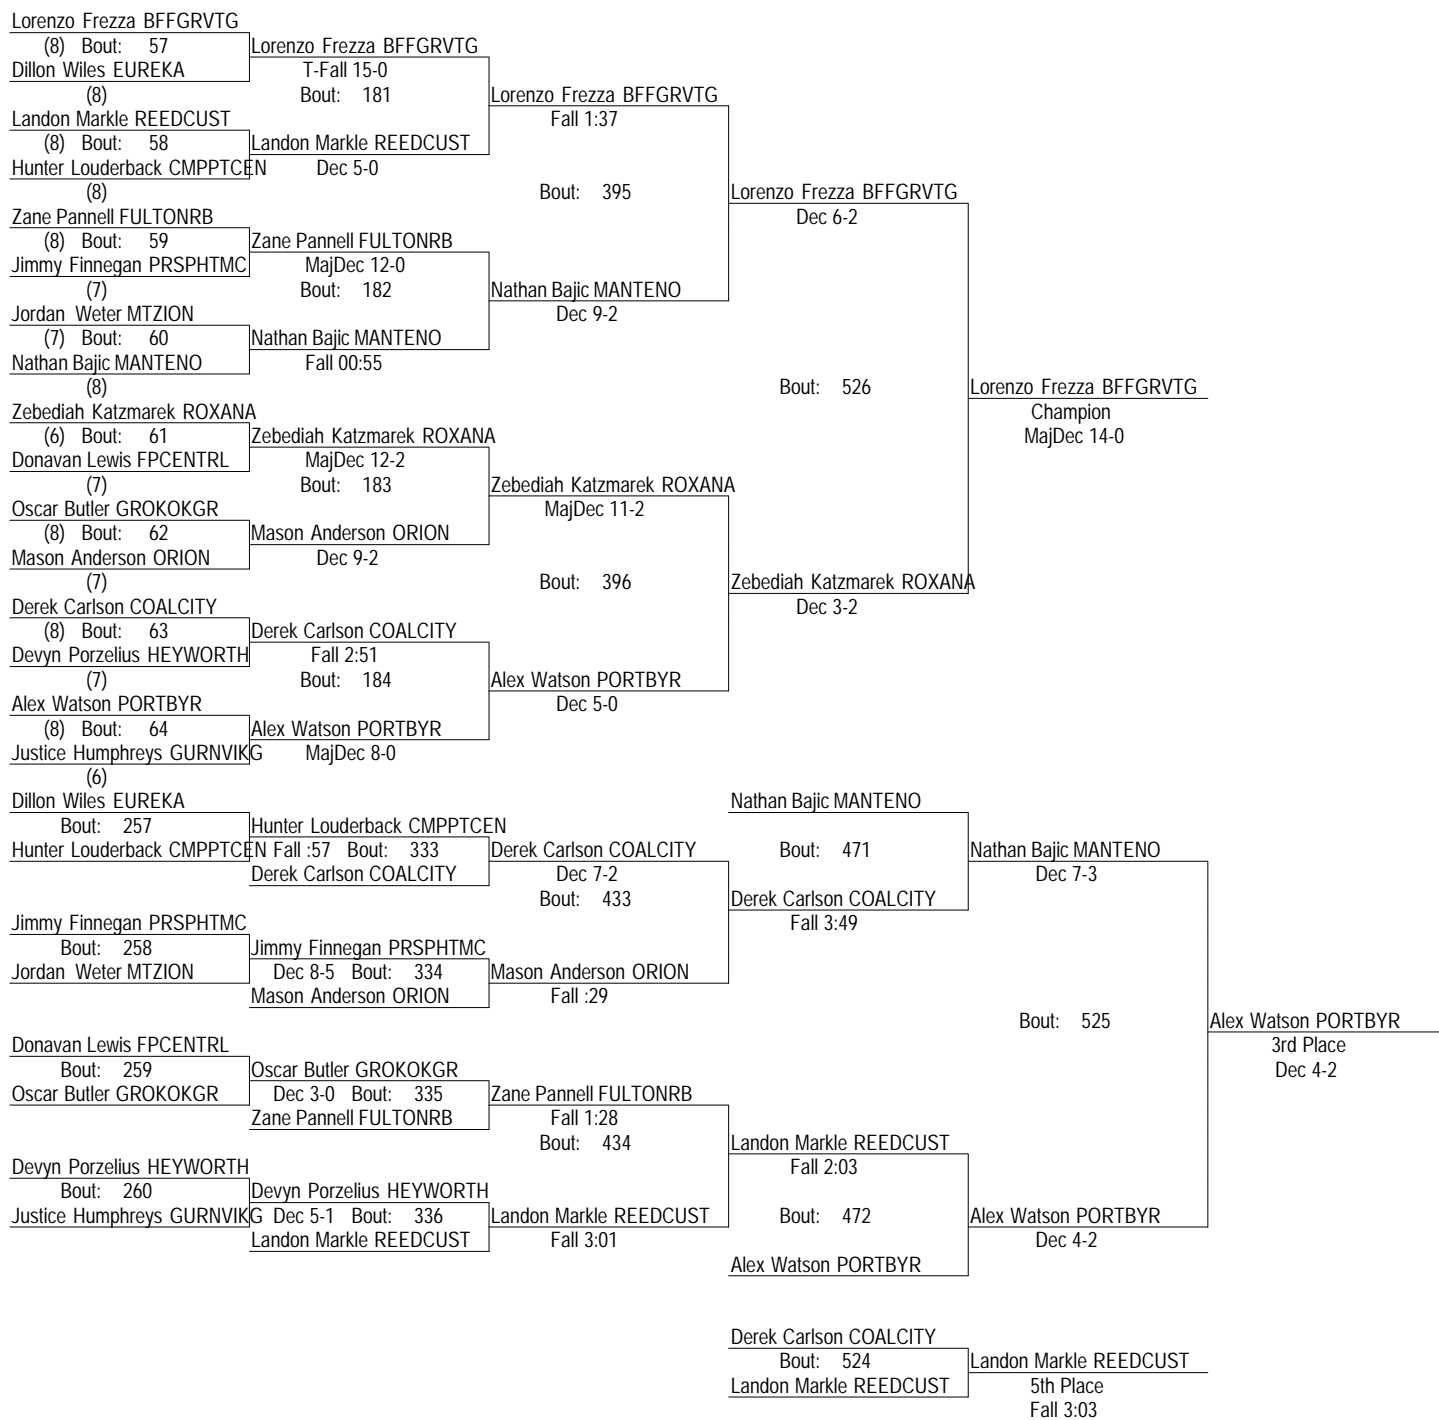 Lorenzo Frezza BFFGRVTG
(8) Bout: 57 Lorenzo Frezza BFFGRVTG
Dillon Wiles EUREKA T-Fall 15-0
(8) Bout: 181 Lorenzo Frezza BFFGRVTG
Landon Markle REEDCUST Fall 1:37
(8) Bout: 58 Landon Markle REEDCUST
Hunter Louderback CMPPTCEN Dec 5-0
(8) Bout: 395 Lorenzo Frezza BFFGRVTG
Zane Pannell FULTONRB Dec 6-2
(8) Bout: 59 Zane Pannell FULTONRB
Jimmy Finnegan PRSPHTMC MajDec 12-0
(7) Bout: 182 Nathan Bajic MANTENO
Jordan Weter MTZION Dec 9-2
(7) Bout: 60 Nathan Bajic MANTENO
Nathan Bajic MANTENO Fall 00:55
(8) Bout: 526 Lorenzo Frezza BFFGRVTG
Zebediah Katzmarek ROXANA Champion
(6) Bout: 61 Zebediah Katzmarek ROXANA MajDec 14-0
Donavan Lewis FPCENTRL MajDec 12-2
(7) Bout: 183 Zebediah Katzmarek ROXANA
Oscar Butler GROKOKGR MajDec 11-2
(8) Bout: 62 Mason Anderson ORION
Mason Anderson ORION Dec 9-2
(7) Bout: 396 Zebediah Katzmarek ROXANA
Derek Carlson COALCITY Dec 3-2
(8) Bout: 63 Derek Carlson COALCITY
Devyn Porzelius HEYWORTH Fall 2:51
(7) Bout: 184 Alex Watson PORTBYR
Alex Watson PORTBYR Dec 5-0
(8) Bout: 64 Alex Watson PORTBYR
Justice Humphreys GURNVIKG MajDec 8-0
(6)
Dillon Wiles EUREKA Nathan Bajic MANTENO
Bout: 257 Hunter Louderback CMPPTCEN
Hunter Louderback CMPPTCEN Fall :57 Bout: 333 Derek Carlson COALCITY Bout: 471 Nathan Bajic MANTENO
Derek Carlson COALCITY Dec 7-2 Dec 7-3
Bout: 433 Derek Carlson COALCITY
Jimmy Finnegan PRSPHTMC Fall 3:49
Bout: 258 Jimmy Finnegan PRSPHTMC
Jordan Weter MTZION Dec 8-5 Bout: 334 Mason Anderson ORION
Mason Anderson ORION Fall :29
Bout: 525 Alex Watson PORTBYR
Donavan Lewis FPCENTRL 3rd Place
Bout: 259 Oscar Butler GROKOKGR Dec 4-2
Oscar Butler GROKOKGR Dec 3-0 Bout: 335 Zane Pannell FULTONRB
Zane Pannell FULTONRB Fall 1:28
Bout: 434 Landon Markle REEDCUST
Devyn Porzelius HEYWORTH Fall 2:03
Bout: 260 Devyn Porzelius HEYWORTH
Justice Humphreys GURNVIKG Dec 5-1 Bout: 336 Landon Markle REEDCUST Bout: 472 Alex Watson PORTBYR
Landon Markle REEDCUST Fall 3:01 Dec 4-2
Alex Watson PORTBYR
Derek Carlson COALCITY
Bout: 524 Landon Markle REEDCUST
Landon Markle REEDCUST 5th Place
Fall 3:03